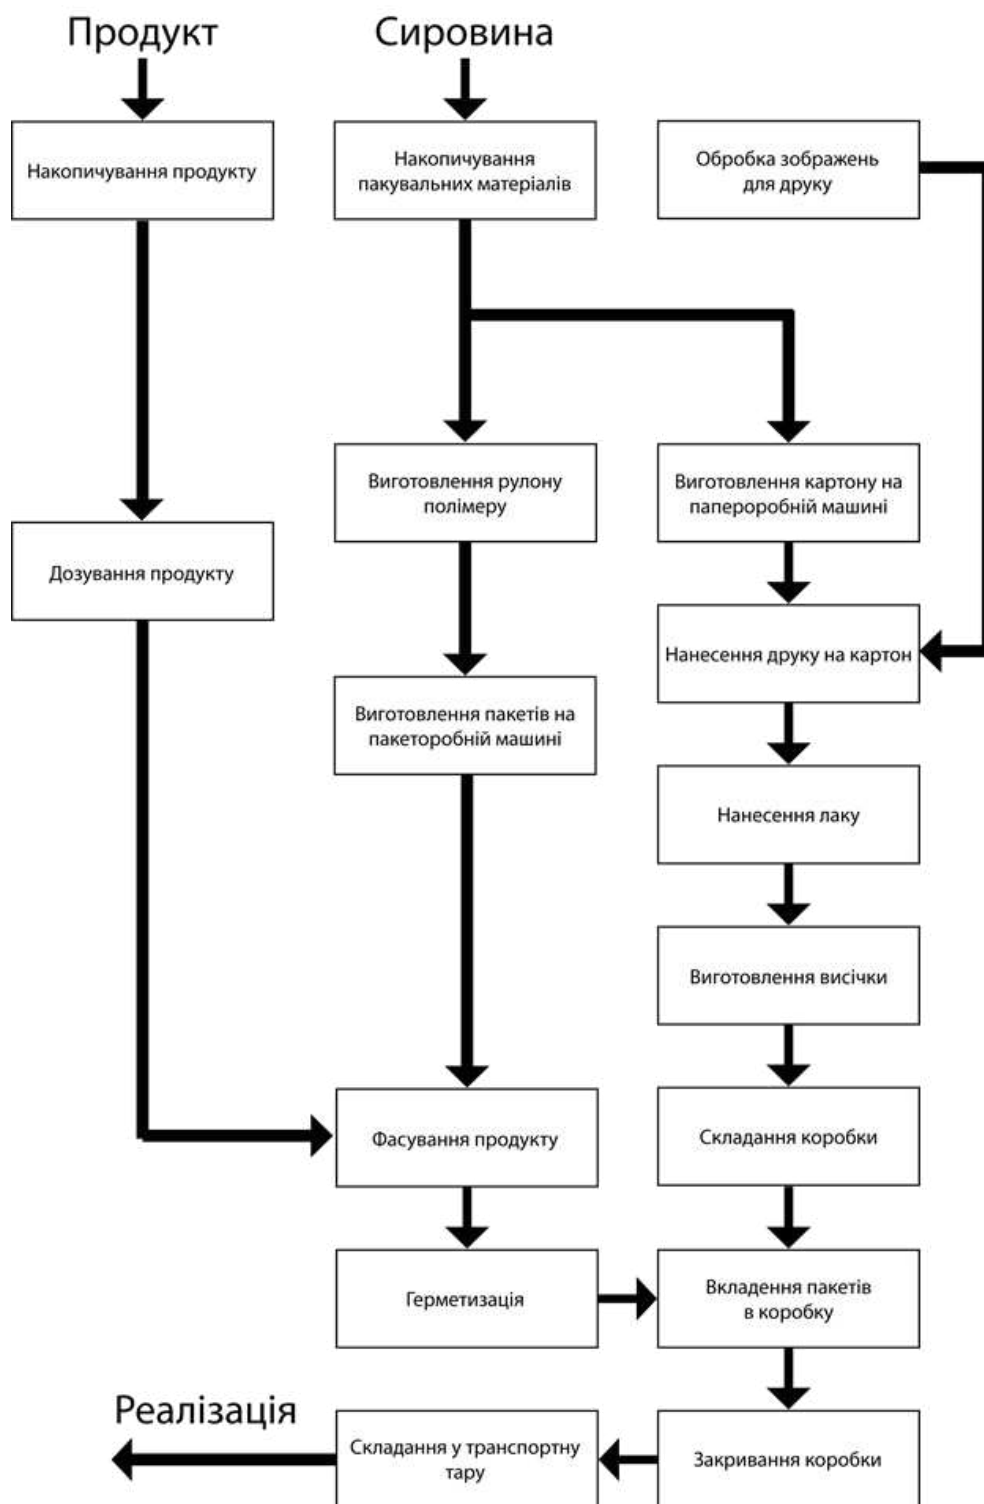 Продукт
Сировина
Накопичування продукту
Накопичування
пакувальних матеріалів
Обробка зображень
для друку
Виготовлення рулону
полімеру
Виготовлення картону на
папероробній машині
Дозування продукту
Нанесення друку на картон
Виготовлення пакетів на
пакеторобній машині
Нанесення лаку
Виготовлення висічки
Фасування продукту
Складання коробки
Герметизація
Вкладення пакетів
в коробку
Реалізація
Складання у транспортну
тару
Закривання коробки